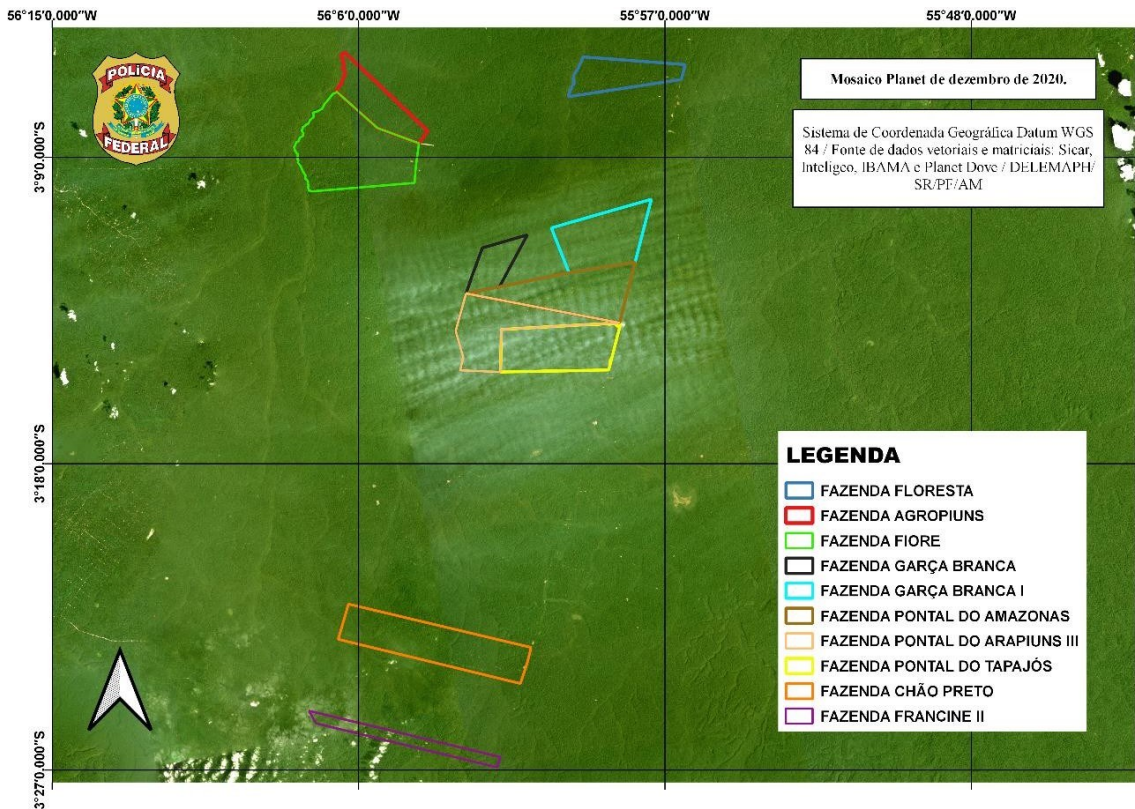 56°15'0.000"W
56°6'0.000"W
55°57'0.000"W
55°48'0.000"W
POLÍCIA
FEDERAL
Mosaico Planet de dezembro de 2020.
Sistema de Coordenada Geográfica Datum WGS
84 / Fonte de dados vetoriais e matriciais: Sicar,
Inteligeo, IBAMA e Planet Dove / DELEMAPH/
SR/PF/AM
3°9'0.000"S
3°18'0.000"S
3°27'0.000"S
LEGENDA
FAZENDA FLORESTA
FAZENDA AGROPIUNS
FAZENDA FIORE
FAZENDA GARÇA BRANCA
FAZENDA GARÇA BRANCA I
FAZENDA PONTAL DO AMAZONAS
FAZENDA PONTAL DO ARAPIUNS III
FAZENDA PONTAL DO TAPAJÓS
FAZENDA CHÃO PRETO
FAZENDA FRANCINE II